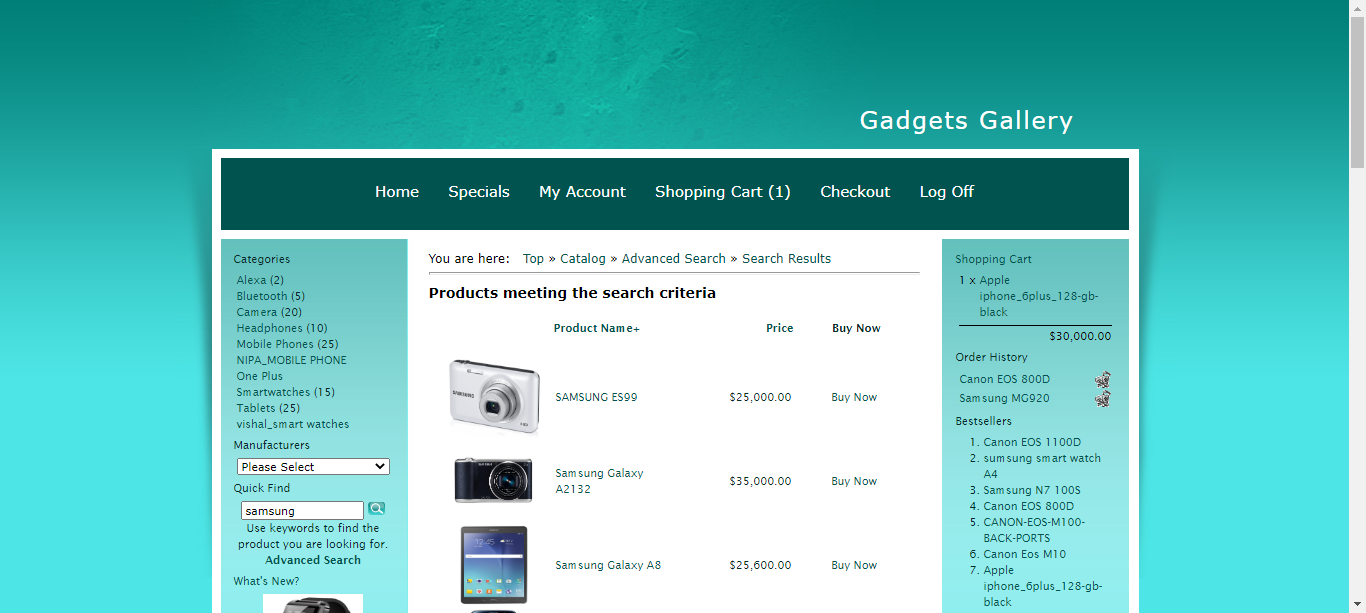 Gadgets Gallery
Home Specials My Account Shopping Cart (1) Checkout Log Off
Categories
Alexa (2)
Bluetooth (5)
Camera (20)
Headphones (10)
Mobile Phones (25)
NIPA_MOBILE PHONE
One Plus
Smartwatches (15)
Tablets (25)
vishal_smart watches
Manufacturers
Please Select
Quick Find
samsung
Use keywords to find the
product you are looking for.
Advanced Search
What's New?
You are here: Top » Catalog » Advanced Search » Search Results
Products meeting the search criteria
Product Name+ Price Buy Now
SAMSUNG
SAMSUNG ES99 $25,000.00 Buy Now
Samsung Galaxy
A2132
$35,000.00 Buy Now
Samsung Galaxy A8 $25,600.00 Buy Now
Shopping Cart
1 x Apple
iphone_6plus_128-gb-
black
$30,000.00
Order History
Canon EOS 800D
Samsung MG920
Bestsellers
1. Canon EOS 1100D
2. sumsung smart watch
A4
3. Samsung N7 100S
4. Canon EOS 800D
5. CANON-EOS-M100-
BACK-PORTS
6. Canon Eos M10
7. Apple
iphone_6plus_128-gb-
black